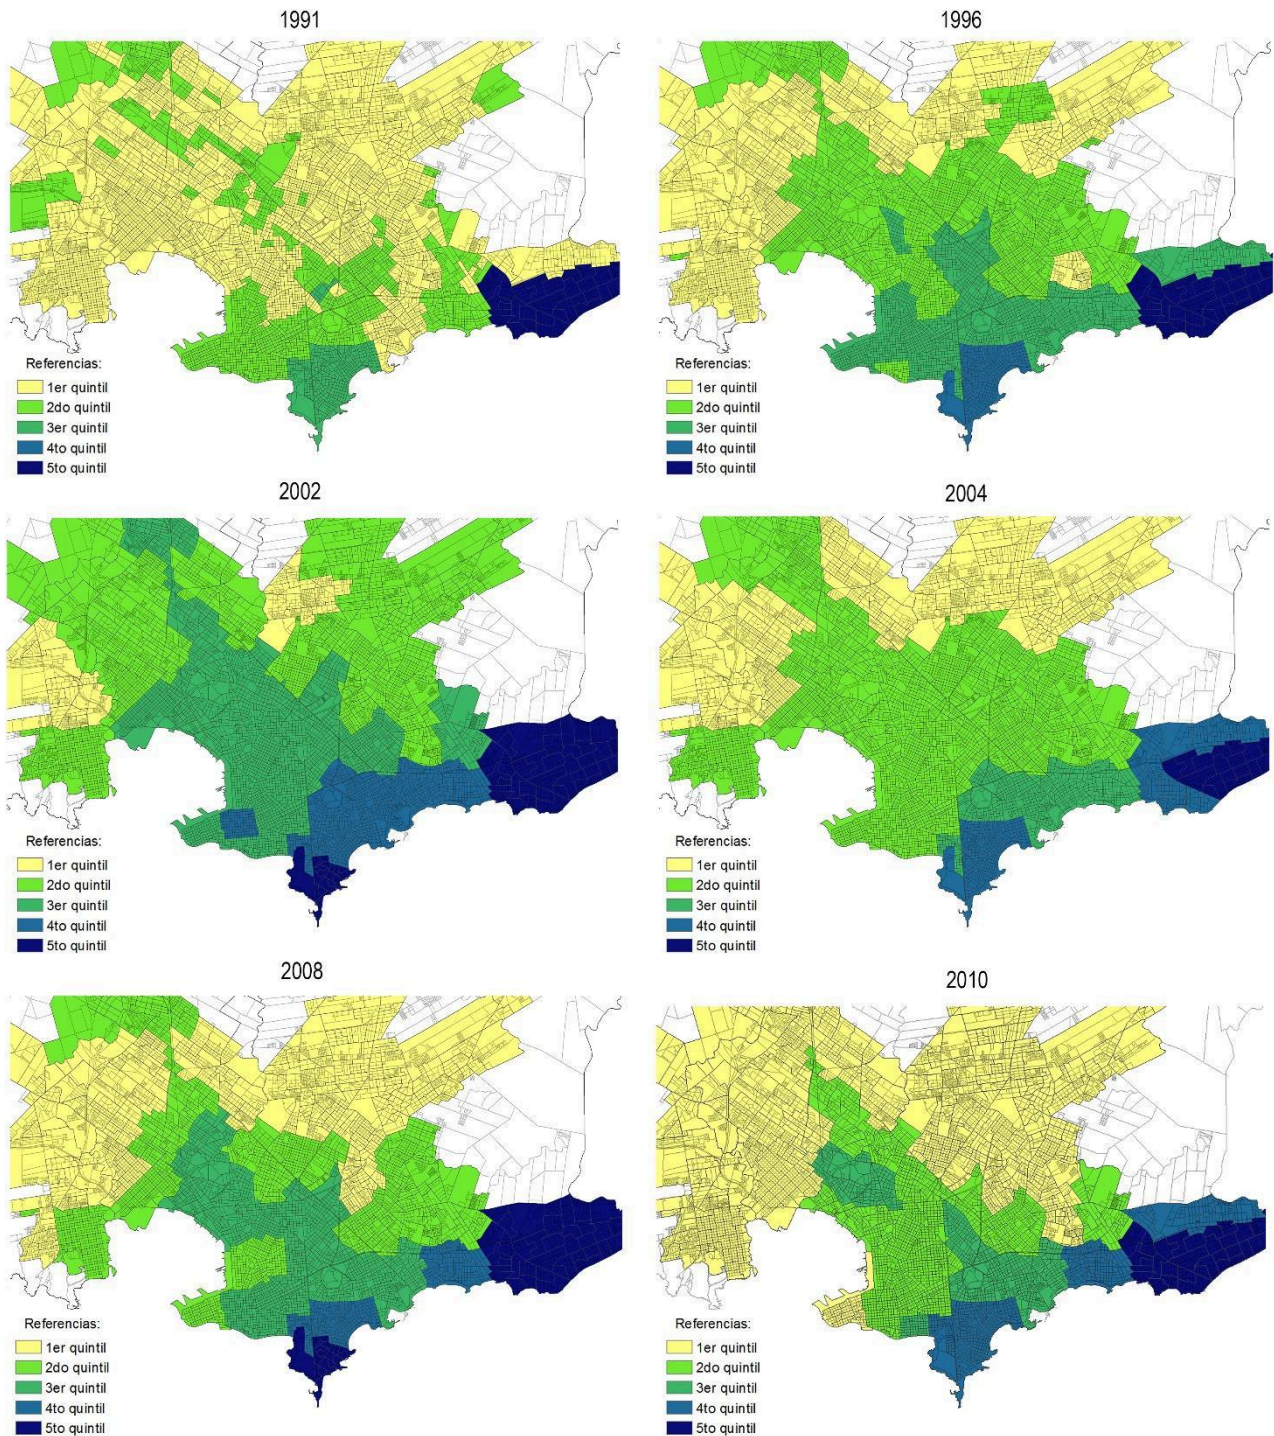 1991
Referencias:
1er quintil
2do quintil
3er quintil
4to quintil
5to quintil
1996
Referencias:
1er quintil
2do quintil
3er quintil
4to quintil
5to quintil
2002
Referencias:
1er quintil
2do quintil
3er quintil
4to quintil
5to quintil
2004
Referencias:
1er quintil
2do quintil
3er quintil
4to quintil
5to quintil
2008
Referencias:
1er quintil
2do quintil
3er quintil
4to quintil
5to quintil
2010
Referencias:
1er quintil
2do quintil
3er quintil
4to quintil
5to quintil